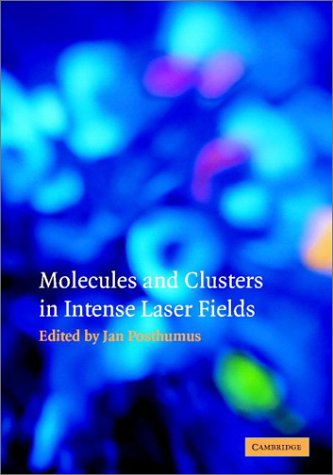 Molecules and Clusters
in Intense Laser Fields
Edited by Jan Posthumus
CAMBRIDGE